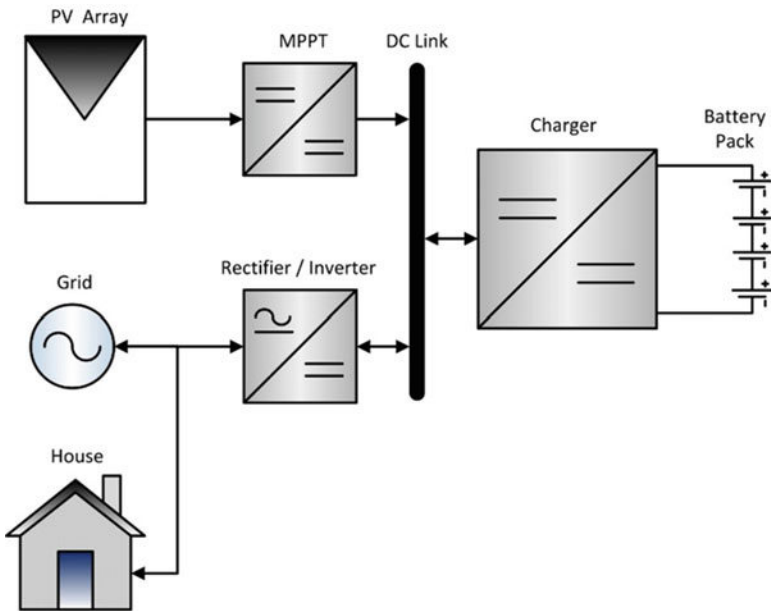 PV Array
MPPT
DC Link
Charger
Battery
Pack
Rectifier / Inverter
Grid
House